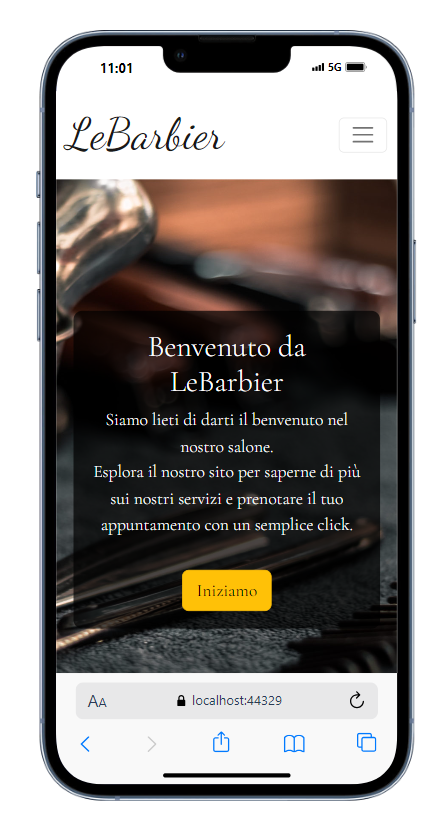 11:01
5G
LeBarbier
Benvenuto da
LeBarbier
Siamo lieti di darti il benvenuto nel
nostro salone.
Esplora il nostro sito per saperne di più
sui nostri servizi e prenotare il tuo
appuntamento con un semplice click.
Iniziamo
AA
localhost:44329